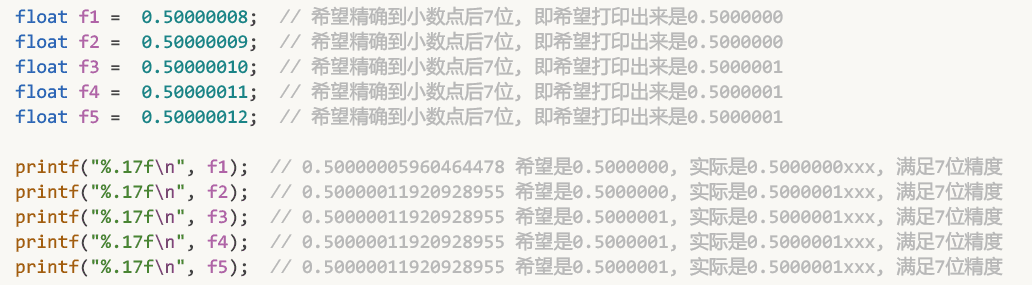 float f1 =  0.50000008;  // 希望精确到小数点后7位, 即希望打印出来是0.5000000
float f2 =  0.50000009;  // 希望精确到小数点后7位, 即希望打印出来是0.5000000
float f3 =  0.50000010;  // 希望精确到小数点后7位, 即希望打印出来是0.5000001
float f4 =  0.50000011;  // 希望精确到小数点后7位, 即希望打印出来是0.5000001
float f5 =  0.50000012;  // 希望精确到小数点后7位, 即希望打印出来是0.5000001
printf("%.17f\n", f1);  // 0.50000005960464478 希望是0.5000000, 实际是0.5000000xxx, 满足7位精度
printf("%.17f\n", f2);  // 0.50000011920928955 希望是0.5000000, 实际是0.5000001xxx, 满足7位精度
printf("%.17f\n", f3);  // 0.50000011920928955 希望是0.5000001, 实际是0.5000001xxx, 满足7位精度
printf("%.17f\n", f4);  // 0.50000011920928955 希望是0.5000001, 实际是0.5000001xxx, 满足7位精度
printf("%.17f\n", f5);  // 0.50000011920928955 希望是0.5000001, 实际是0.5000001xxx, 满足7位精度